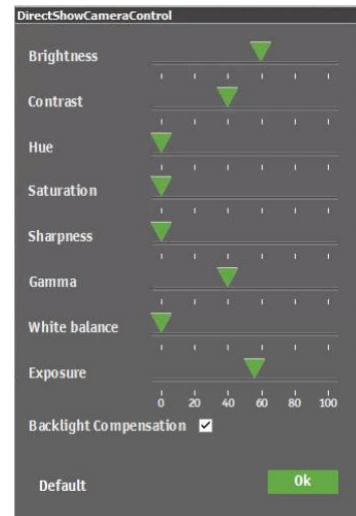 DirectShowCameraControl
Brightness
Contrast
Hue
Saturation
Sharpness
Gamma
White balance
Exposure
0 20 40 60 80 100
Backlight Compensation
Default Ok